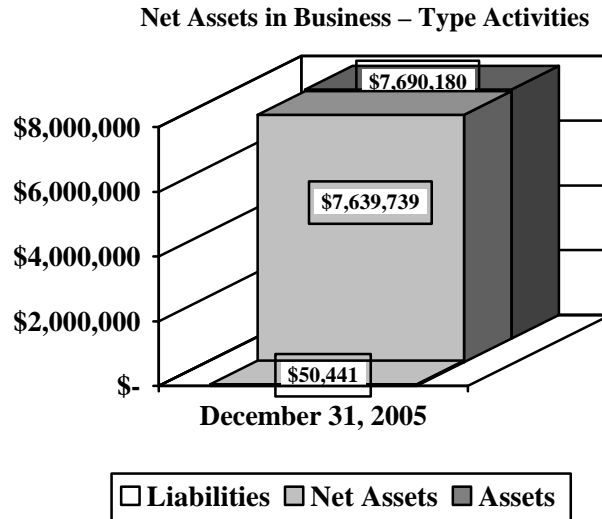 Net Assets in Business – Type Activities
$7,690,180
$8,000,000
$7,639,739
$6,000,000
$4,000,000
$2,000,000
$50,441
$-
December 31, 2005
Liabilities Net Assets Assets